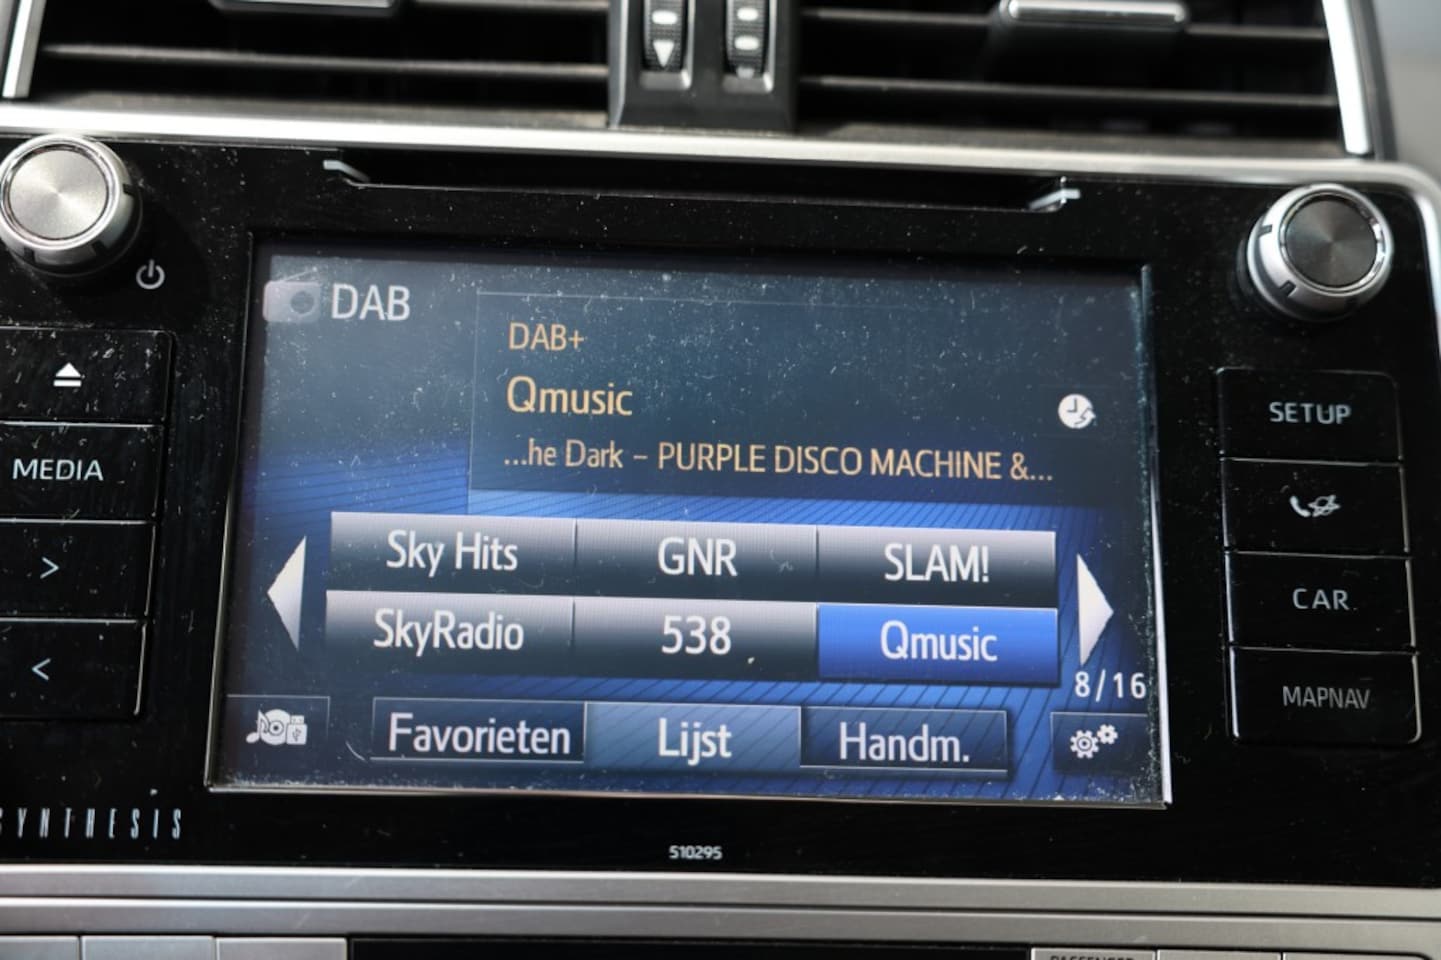 DAB
DAB+
Qmusic
...he Dark – PURPLE DISCO MACHINE &...
Sky Hits GNR SLAM!
SkyRadio 538 Qmusic
8/16
Favorieten Lijst Handm.
MEDIA
>
<
SETUP
CAR
MAPNAV
SYNTHESIS
510295
PASSENGER